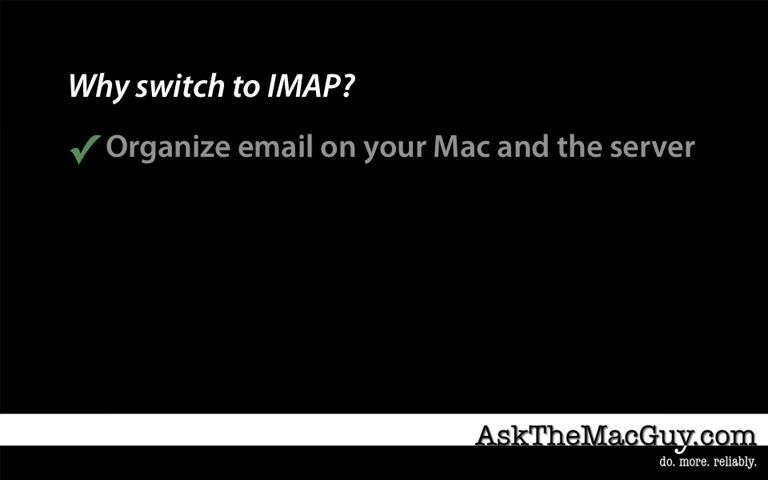 Why switch to IMAP?
✓ Organize email on your Mac and the server
AskTheMacGuy.com
do. more. reliably.